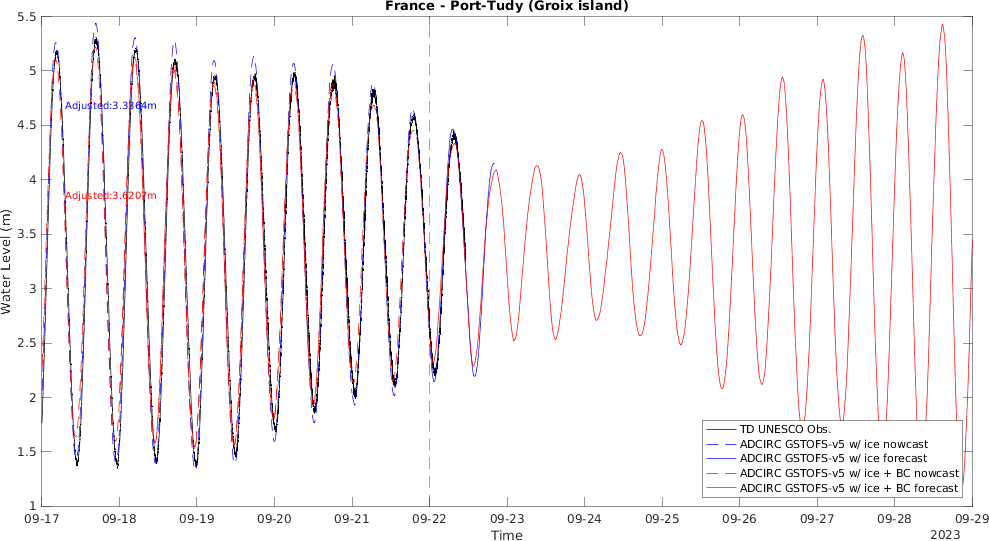 France - Port-Tudy (Groix island)
5.5
5
4.5
4
3.5
3
2.5
2
1.5
1
Water Level (m)
Adjusted:3.3364m
Adjusted:3.6207m
TD UNESCO Obs.
ADCIRC GSTOFS-v5 w/ ice nowcast
ADCIRC GSTOFS-v5 w/ ice forecast
ADCIRC GSTOFS-v5 w/ ice + BC nowcast
ADCIRC GSTOFS-v5 w/ ice + BC forecast
09-17 09-18 09-19 09-20 09-21 09-22 09-23 09-24 09-25 09-26 09-27 09-28 09-29
Time
2023